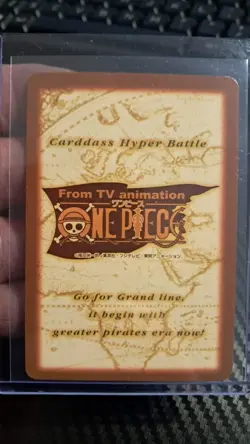 Carddass Hyper Battle
From TV animation
ワンピース
ONE PIECE
Go for Grand line,
it begin with
greater pirates era now!